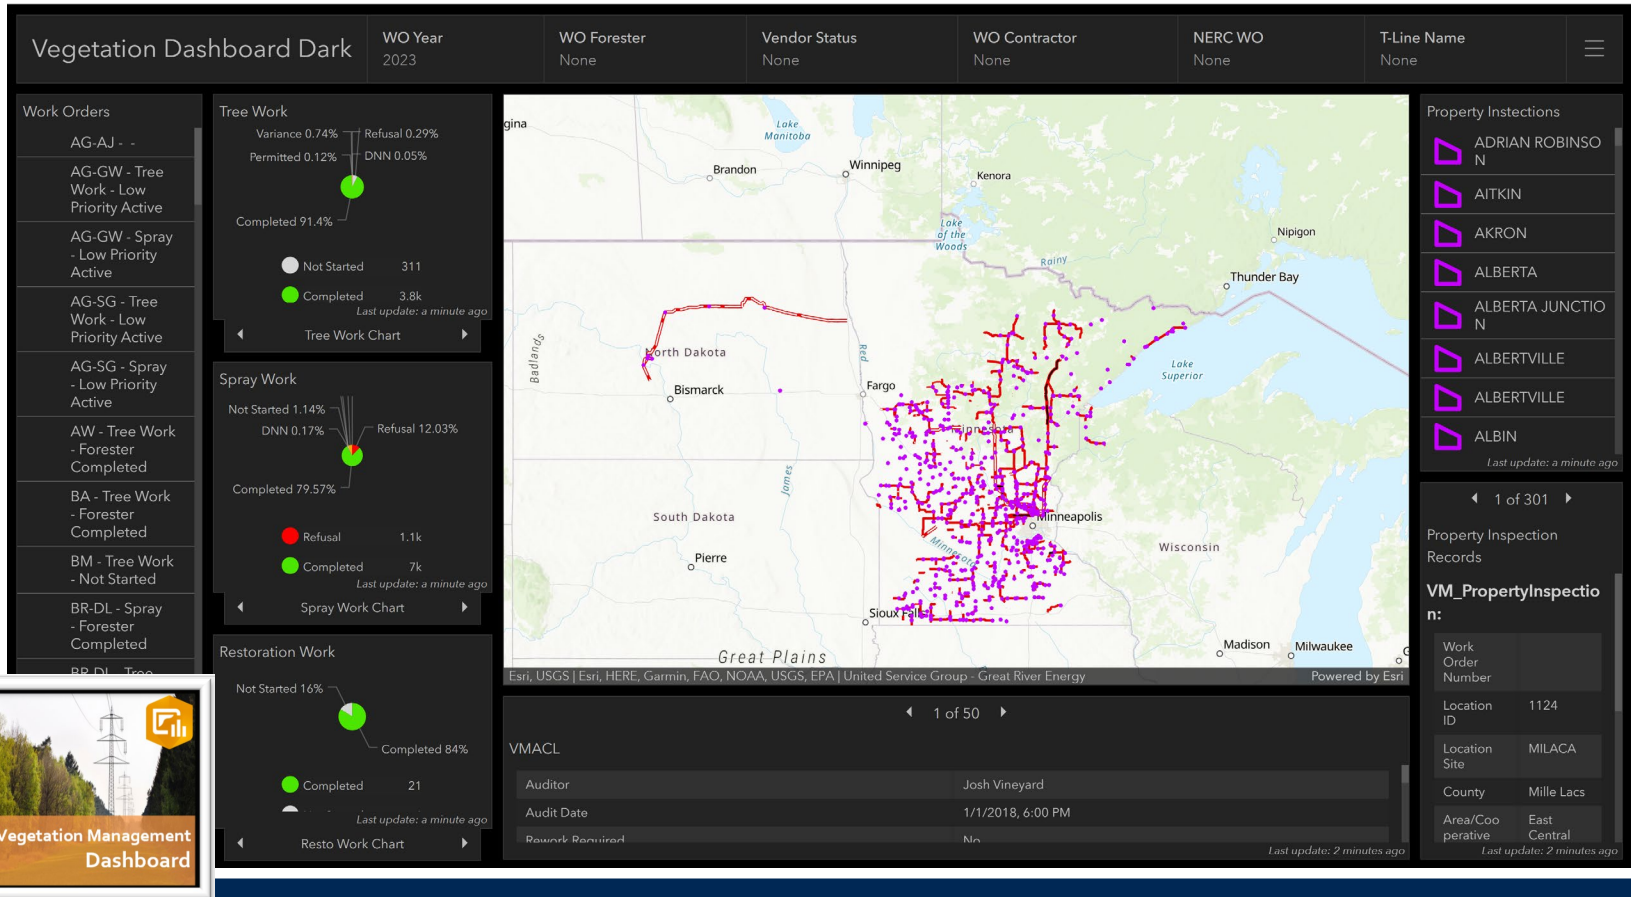 Vegetation Dashboard Dark
WO Year
2023
WO Forester
None
Vendor Status
None
WO Contractor
None
NERC WO
None
T-Line Name
None
Work Orders
AG-AJ - -
AG-GW - Tree
Work - Low
Priority Active
AG-GW - Spray
- Low Priority
Active
AG-SG - Tree
Work - Low
Priority Active
AG-SG - Spray
- Low Priority
Active
AW - Tree Work
- Forester
Completed
BA - Tree Work
- Forester
Completed
BM - Tree Work
- Not Started
BR-DL - Spray
- Forester
Completed
BR-DL - Tree
Tree Work
Variance 0.74%
Refusal 0.29%
Permitted 0.12%
DNN 0.05%
Completed 91.4%
Not Started 311
Completed 3.8k
Last update: a minute ago
Tree Work Chart
Spray Work
Not Started 1.14%
DNN 0.17%
Refusal 12.03%
Completed 79.57%
Refusal 1.1k
Completed 7k
Last update: a minute ago
Spray Work Chart
Restoration Work
Not Started 16%
Completed 84%
Completed 21
Last update: a minute ago
Resto Work Chart
gina
Lake
Manitoba
Brandon
Winnipeg
Kenora
Lake
of the
Woods
Nipigon
Rainy
Thunder Bay
Badlands
North Dakota
Red
Lake
Superior
Bismarck
Fargo
Minnesota
James
South Dakota
Minneapolis
Minnesota
Wisconsin
Pierre
Sioux Falls
Madison
Milwaukee
G
Great Plains
Esri, USGS | Esri, HERE, Garmin, FAO, NOAA, USGS, EPA | United Service Group - Great River Energy
Powered by Esri
1 of 50
VMACL
Auditor Josh Vineyard
Audit Date 1/1/2018, 6:00 PM
Rework Required No
Last update: 2 minutes ago
Property Instections
ADRIAN ROBINSO
N
AITKIN
AKRON
ALBERTA
ALBERTA JUNCTIO
N
ALBERTVILLE
ALBERTVILLE
ALBIN
Last update: a minute ago
1 of 301
Property Inspection
Records
VM_PropertyInspectio
n:
Work
Order
Number
Location
ID
1124
Location
Site
MILACA
County Mille Lacs
Area/Coo
perative
East
Central
Last update: 2 minutes ago
Vegetation Management
Dashboard